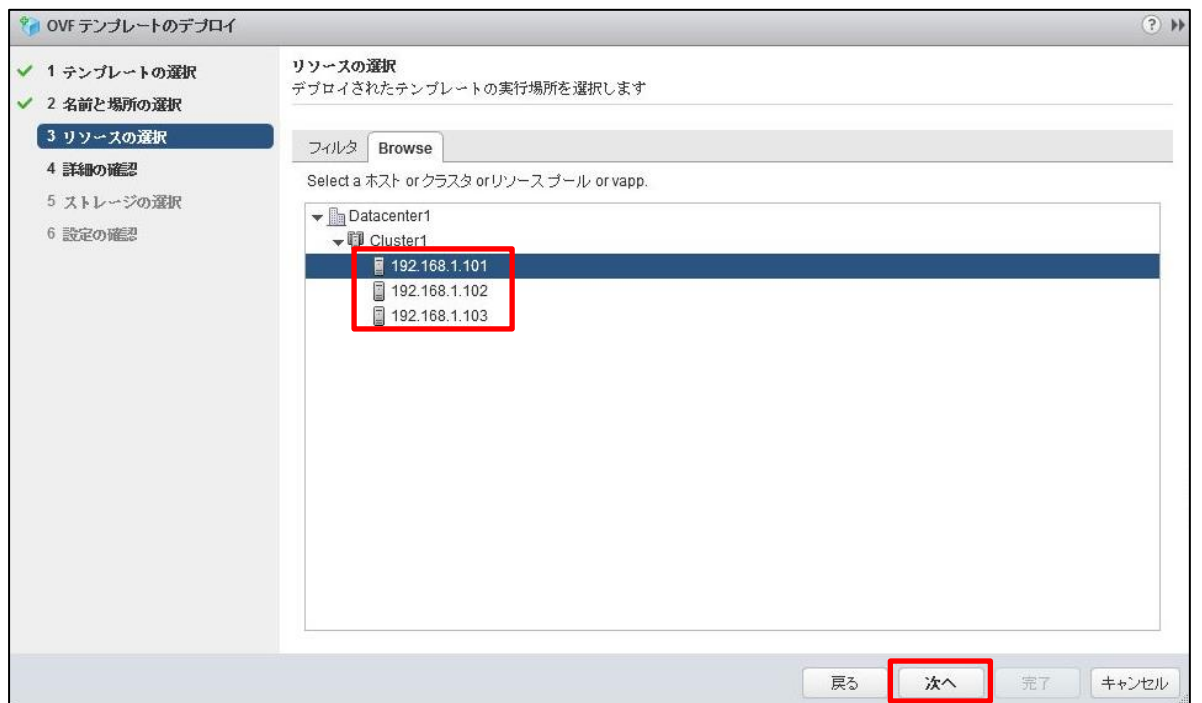 OVF テンプレートのデプロイ
1 テンプレートの選択
2 名前と場所の選択
3 リソースの選択
4 詳細の確認
5 ストレージの選択
6 設定の確認
リソースの選択
デプロイされたテンプレートの実行場所を選択します
フィルタ
Browse
Select a ホスト or クラスタ or リソース プール or vapp.
Datacenter1
Cluster1
192.168.1.101
192.168.1.102
192.168.1.103
戻る
次へ
完了
キャンセル